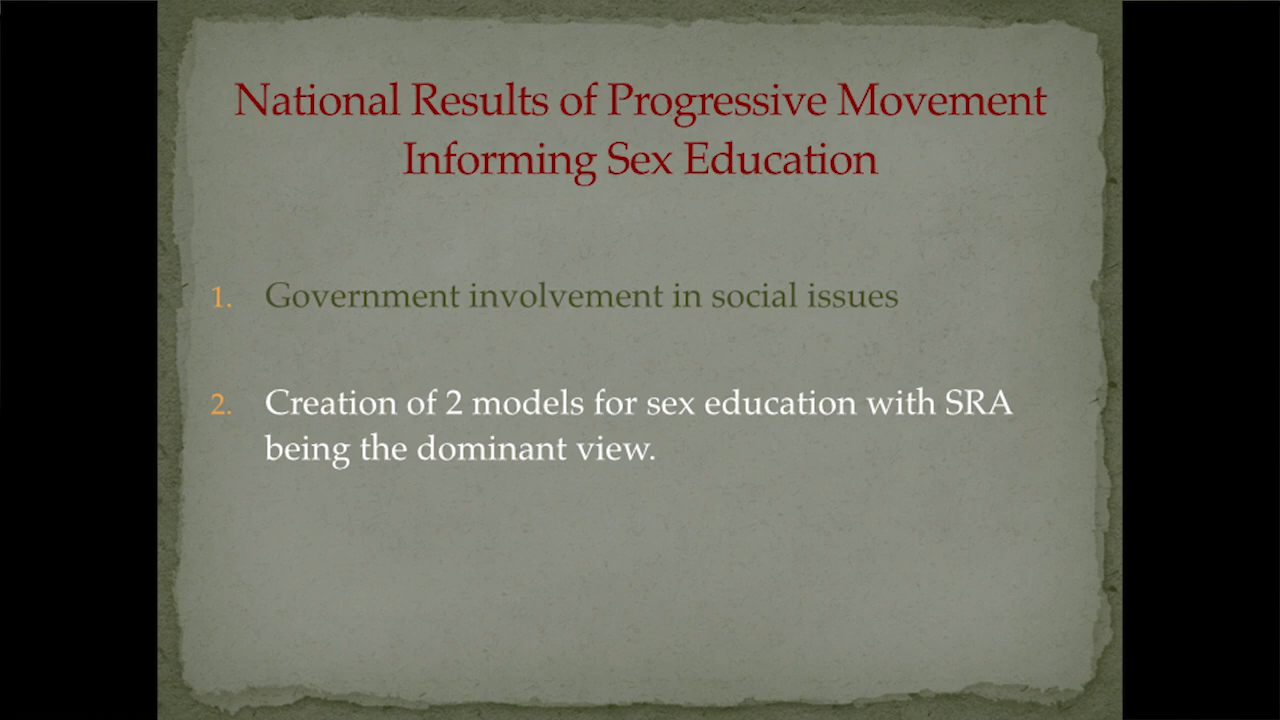 National Results of Progressive Movement
Informing Sex Education
1. Government involvement in social issues
2. Creation of 2 models for sex education with SRA
being the dominant view.